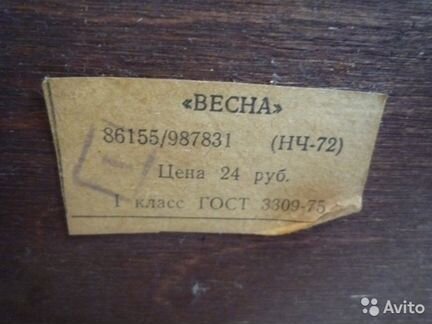 «ВЕСНА»
86155/987831 (НЧ-72)
Цена 24 руб.
1 класс ГОСТ 3309-75
Avito